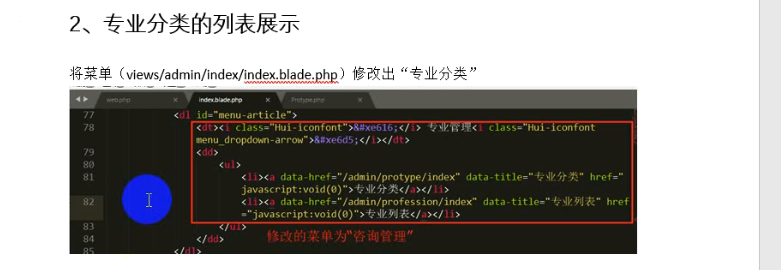 2、专业分类的列表展示
将菜单（views/admin/index/index.blade.php）修改出“专业分类”
web.php × index.blade.php × Protype.php ×
77 <dl id="menu-article">
78 <dt><i class="Hui-iconfont">&#xe616;</i> 专业管理<i class="Hui-iconfont
menu_dropdown-arrow">&#xe6d5;</i></dt>
79 <dd>
80 <ul>
81 <li><a data-href="/admin/protype/index" data-title="专业分类" href="
javascript:void(0)">专业分类</a></li>
82 <li><a data-href="/admin/profession/index" data-title="专业列表" href
="javascript:void(0)">专业列表</a></li>
83 </ul>
84 </dd>
修改的菜单为“咨询管理”
85 </dl>